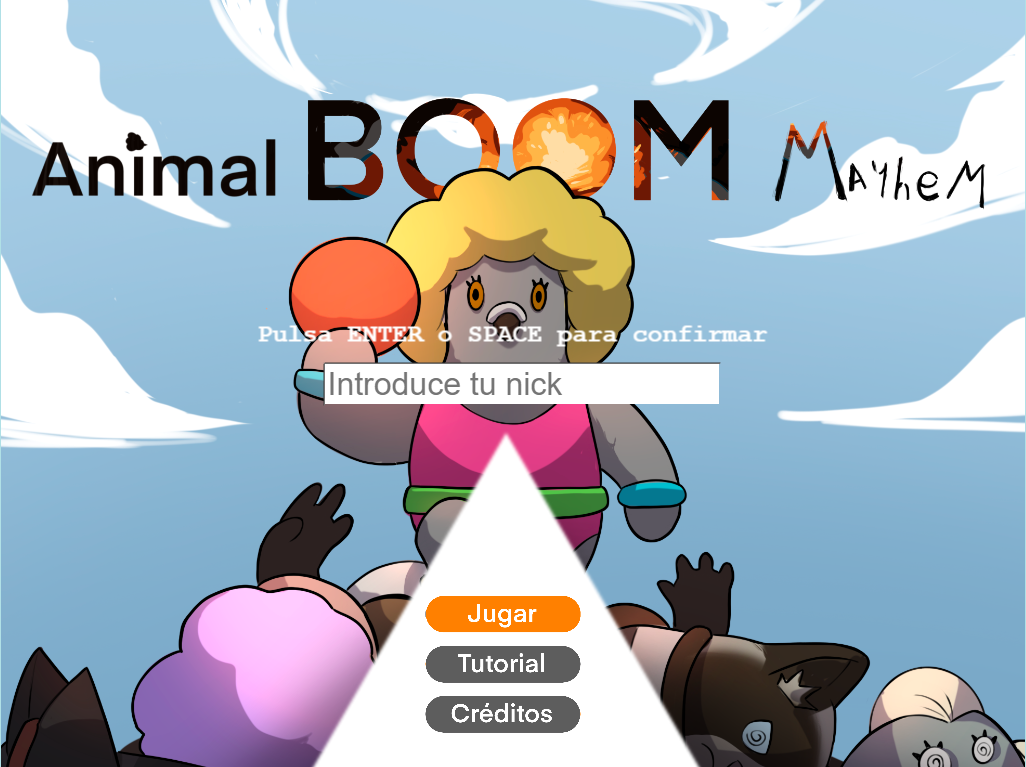 Animal BOOM MAYheM
Pulsa ENTER o SPACE para confirmar
Introduce tu nick
Jugar
Tutorial
Créditos